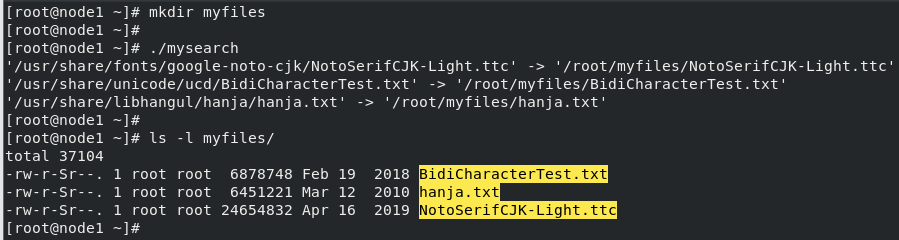 [root@node1 ~]# mkdir myfiles
[root@node1 ~]#
[root@node1 ~]# ./mysearch
'/usr/share/fonts/google-noto-cjk/NotoSerifCJK-Light.ttc' -> '/root/myfiles/NotoSerifCJK-Light.ttc'
'/usr/share/unicode/ucd/BidiCharacterTest.txt' -> '/root/myfiles/BidiCharacterTest.txt'
'/usr/share/libhangul/hanja/hanja.txt' -> '/root/myfiles/hanja.txt'
[root@node1 ~]#
[root@node1 ~]# ls -l myfiles/
total 37104
-rw-r-Sr--. 1 root root  6878748 Feb 19  2018 BidiCharacterTest.txt
-rw-r-Sr--. 1 root root  6451221 Mar 12  2010 hanja.txt
-rw-r-Sr--. 1 root root 24654832 Apr 16  2019 NotoSerifCJK-Light.ttc
[root@node1 ~]#